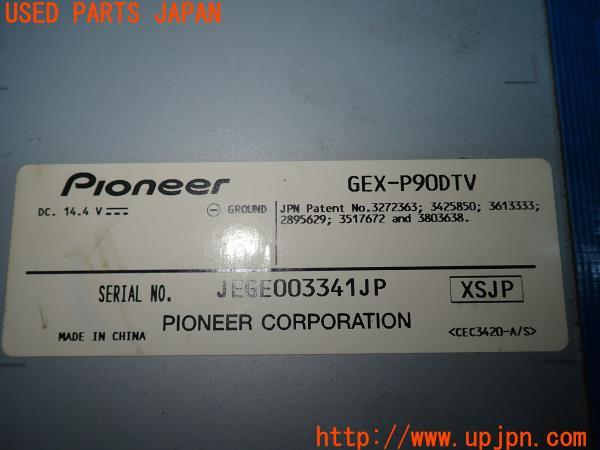 USED PARTS JAPAN
Pioneer
GEX-P90DTV
DC. 14.4 V
GROUND
JPN Patent No.3272363; 3425850; 3613333;
2895629; 3517672 and 3803638.
SERIAL NO. JEGE003341JP
XSJP
PIONEER CORPORATION
MADE IN CHINA
<CEC3420-A/S>
http://www.upjpn.com/